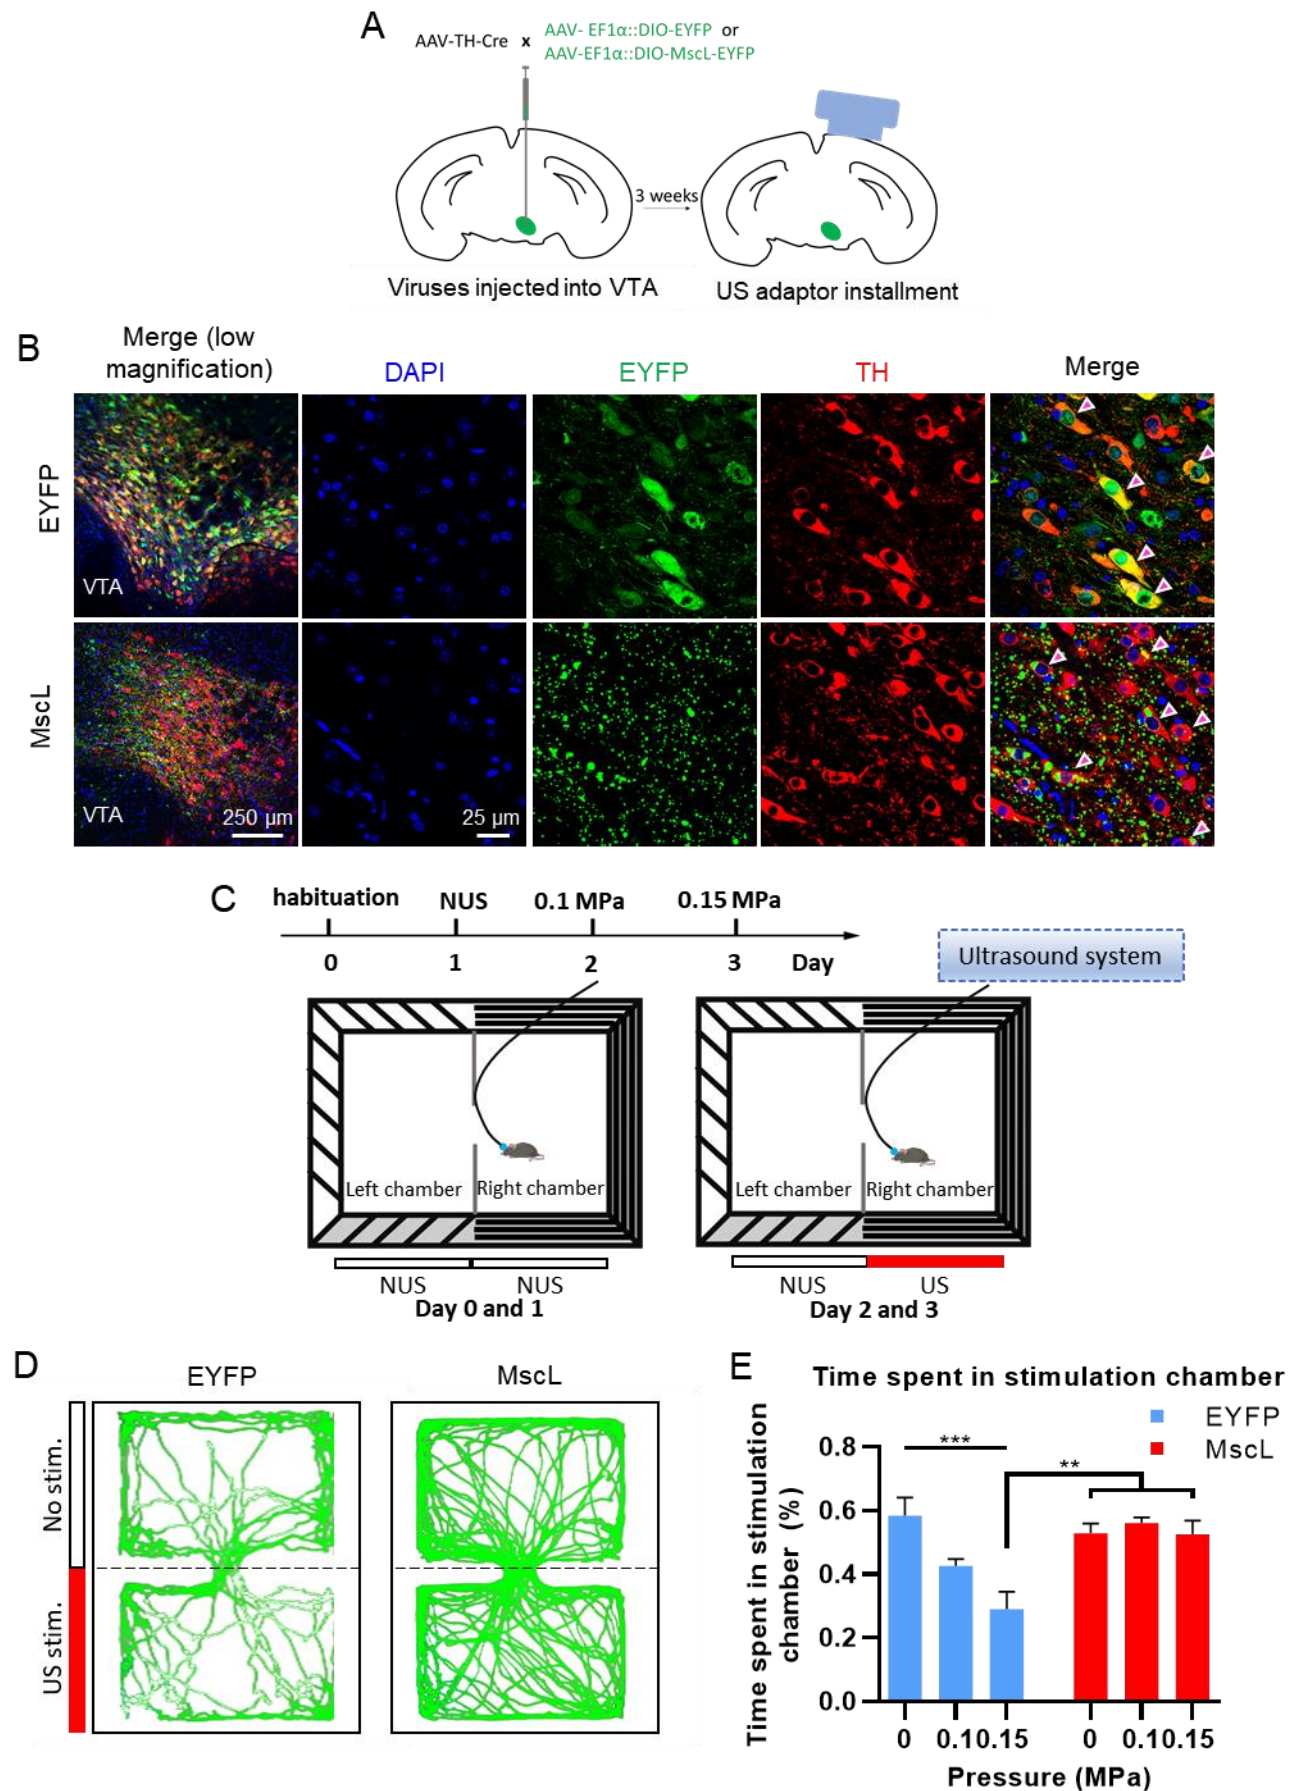 A
AAV-TH-Cre x AAV- EF1α::DIO-EYFP or
AAV-EF1α::DIO-MscL-EYFP
3 weeks
Viruses injected into VTA
US adaptor installment
B
Merge (low
magnification)
DAPI
EYFP
TH
Merge
EYFP
VTA
MscL
VTA
250 µm
25 µm
C
habituation NUS 0.1 MPa 0.15 MPa
0 1 2 3 Day
Ultrasound system
Left chamber Right chamber
NUS NUS
Day 0 and 1
Left chamber Right chamber
NUS US
Day 2 and 3
D
EYFP
MscL
No stim.
US stim.
E
Time spent in stimulation chamber
EYFP
MscL
Time spent in stimulation
chamber (%)
0.8
0.6
0.4
0.2
0.0
***
**
0 0.10.15 0 0.10.15
Pressure (MPa)